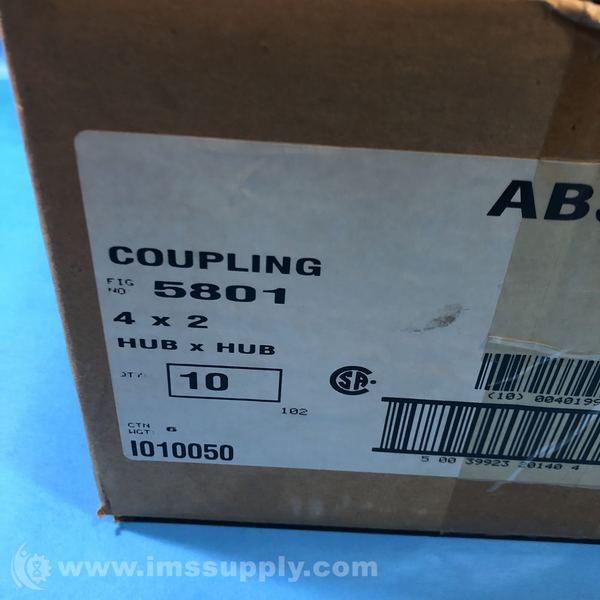 ABS
COUPLING
FIG
NO: 5801
4 x 2
HUB x HUB
QTY: 10
102
CTN
WGT: 6
I010050
(10) 0040199
5 00 39923 20140 4
www.imssupply.com